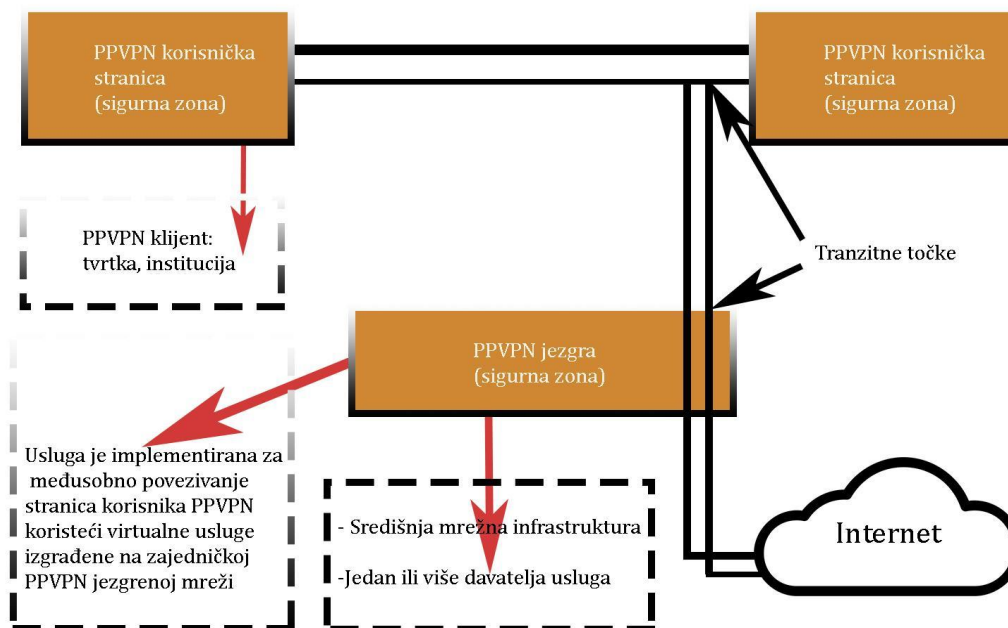 PPVPN korisnička
stranica
(sigurna zona)
PPVPN korisnička
stranica
(sigurna zona)
PPVPN klijent:
tvrtka, institucija
Tranzitne točke
PPVPN jezgra
(sigurna zona)
Usluga je implementirana za
međusobno povezivanje
stranica korisnika PPVPN
koristeći virtualne usluge
izgrađene na zajedničkoj
PPVPN jezgrenoj mreži
- Središnja mrežna infrastruktura
-Jedan ili više davatelja usluga
Internet